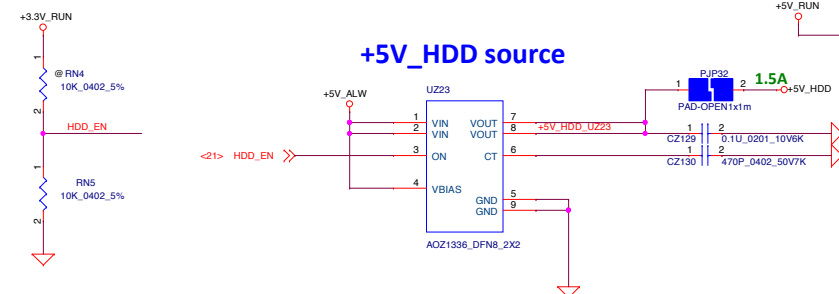 +3.3V_RUN
1
@ RN4
10K_0402_5%
2
HDD_EN
1
RN5
10K_0402_5%
2
+5V_HDD source
+5V_RUN
+5V_ALW
UZ23
1 VIN
2 VIN
3 ON
4 VBIAS
VOUT 7
VOUT 8
CT 6
GND 5
GND 9
AOZ1336_DFN8_2X2
<21> HDD_EN
+5V_HDD_UZ23
PJP32
1 2
1.5A
+5V_HDD
PAD-OPEN1x1m
1 2
CZ129 0.1U_0201_10V6K
1 2
CZ130 470P_0402_50V7K